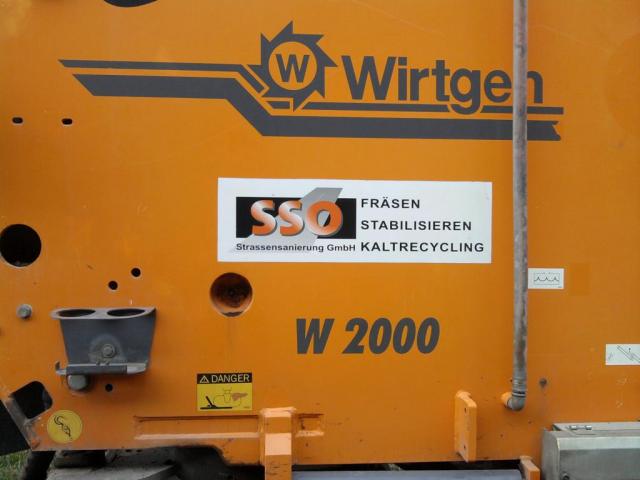 W Wirtgen
SSO
Strassensanierung GmbH
FRÄSEN
STABILISIEREN
KALTRECYCLING
W 2000
DANGER